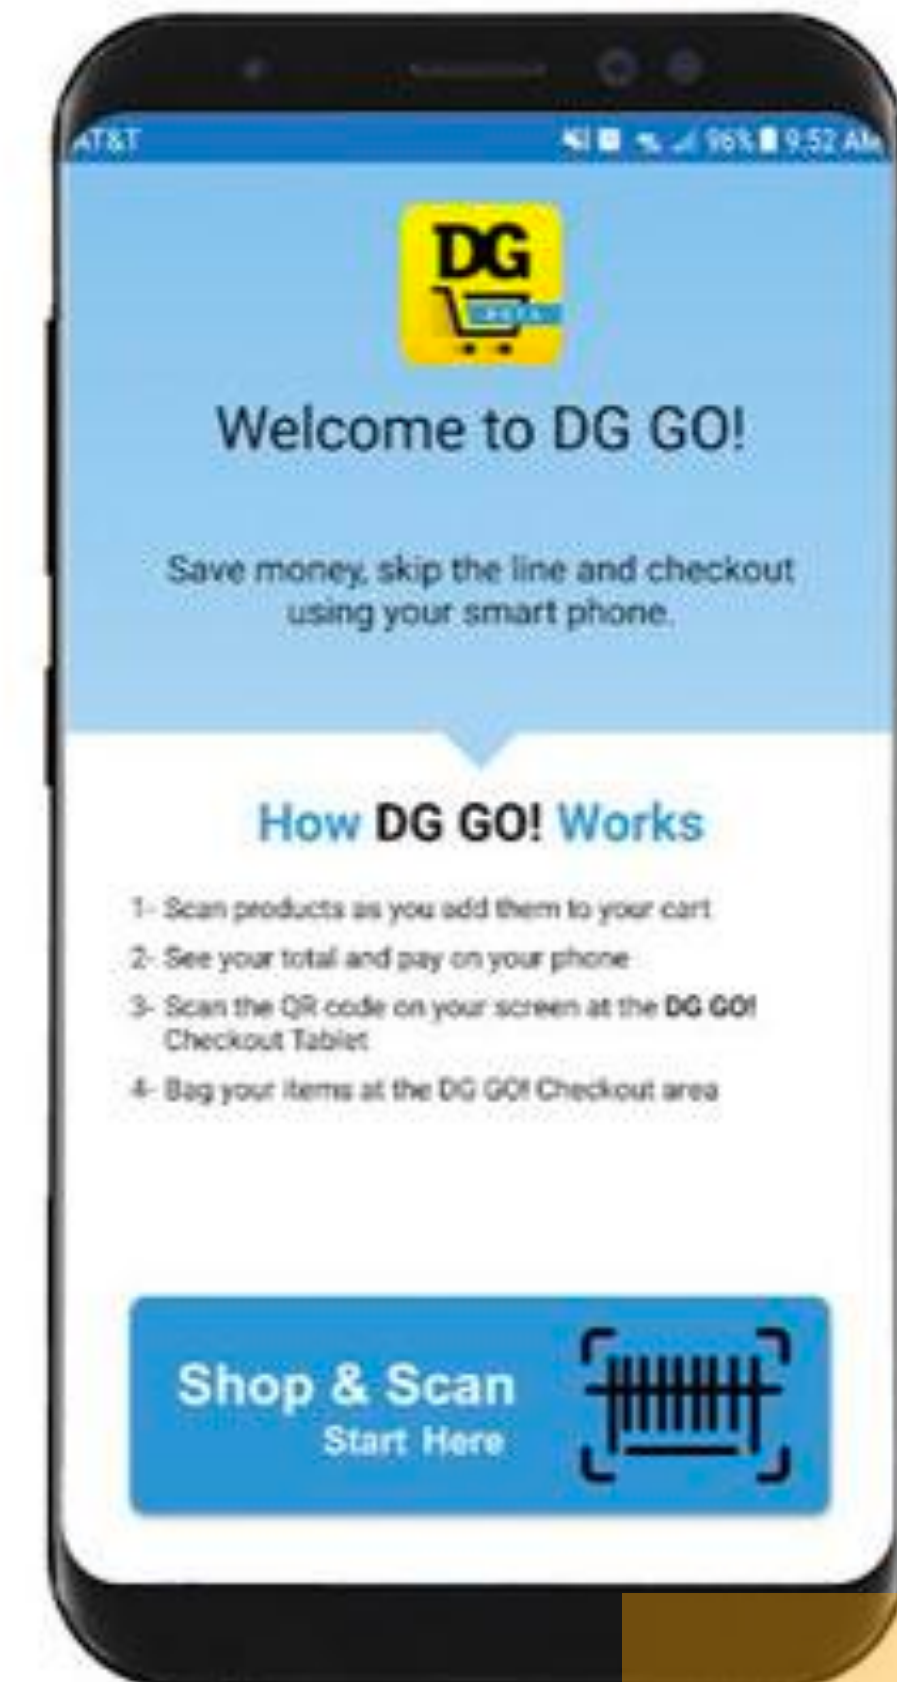 AT&T 96% 9:52 AM
DG
Welcome to DG GO!
Save money, skip the line and checkout
using your smart phone.
How DG GO! Works
1- Scan products as you add them to your cart
2- See your total and pay on your phone
3- Scan the QR code on your screen at the DG GO!
Checkout Tablet
4- Bag your items at the DG GO! Checkout area
Shop & Scan
Start Here